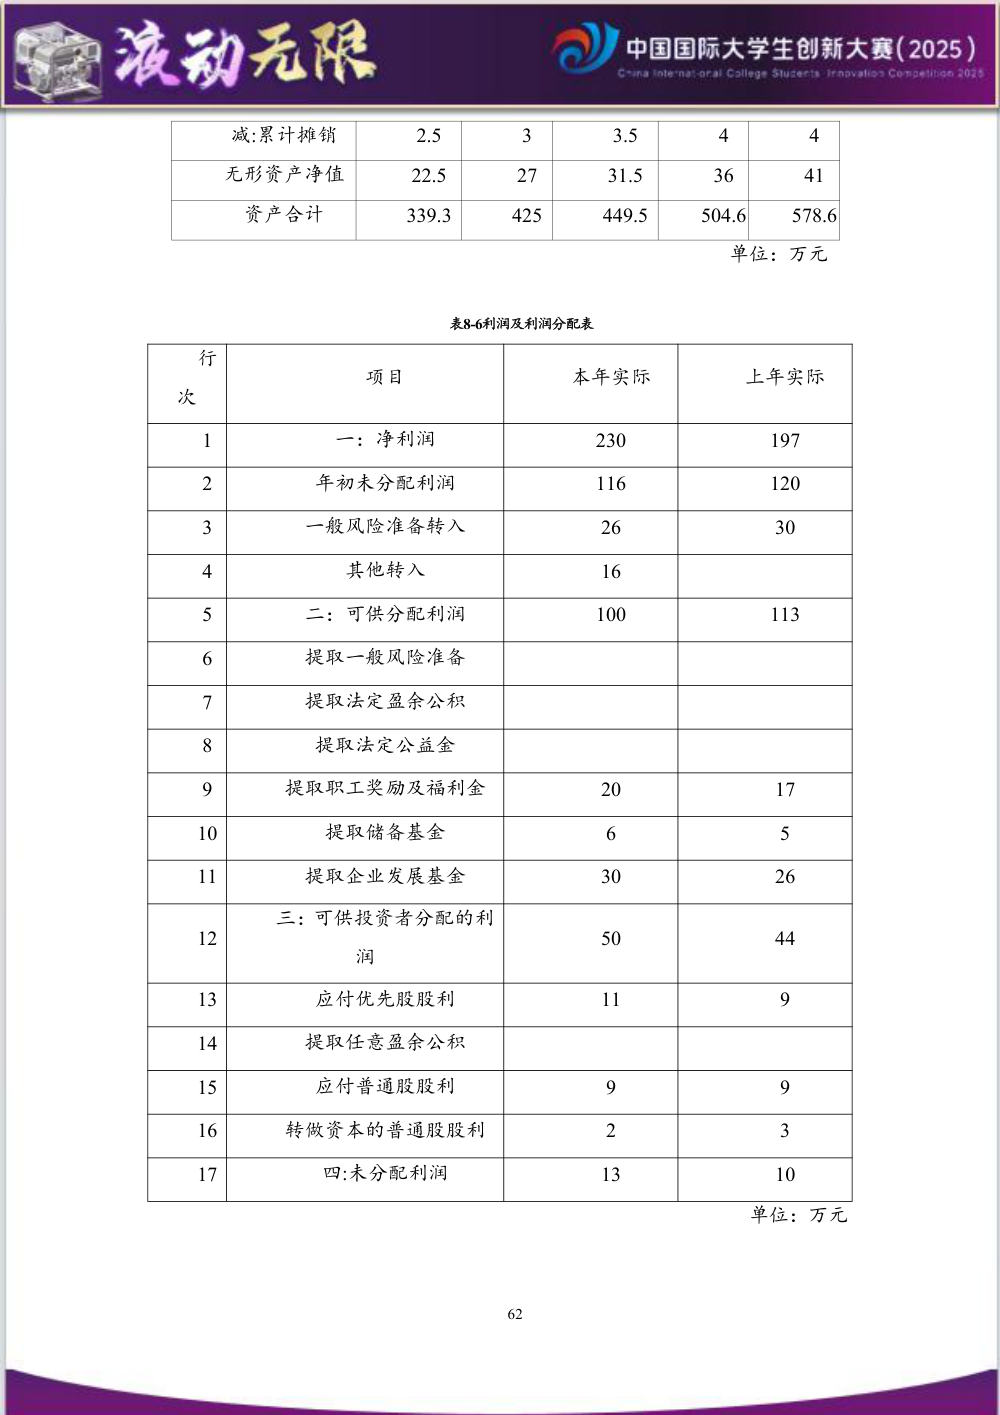 液动无限
中国国际大学生创新大赛(2025)
China International College Students Innovation Competition 2025
减:累计摊销 2.5 3 3.5 4 4
无形资产净值 22.5 27 31.5 36 41
资产合计 339.3 425 449.5 504.6 578.6
单位：万元
表8-6利润及利润分配表
行次 项目 本年实际 上年实际
1 一：净利润 230 197
2 年初未分配利润 116 120
3 一般风险准备转入 26 30
4 其他转入 16
5 二：可供分配利润 100 113
6 提取一般风险准备
7 提取法定盈余公积
8 提取法定公益金
9 提取职工奖励及福利金 20 17
10 提取储备基金 6 5
11 提取企业发展基金 30 26
12 三：可供投资者分配的利润 50 44
13 应付优先股股利 11 9
14 提取任意盈余公积
15 应付普通股股利 9 9
16 转做资本的普通股股利 2 3
17 四:未分配利润 13 10
单位：万元
62